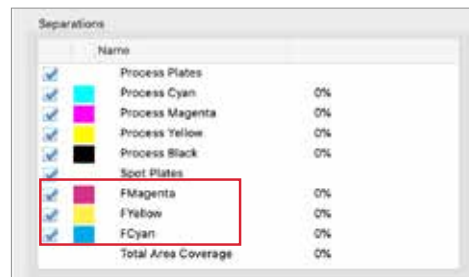 Separations
Name
Process Plates
Process Cyan 0%
Process Magenta 0%
Process Yellow 0%
Process Black 0%
Spot Plates
FMagenta 0%
FYellow 0%
FCyan 0%
Total Area Coverage 0%